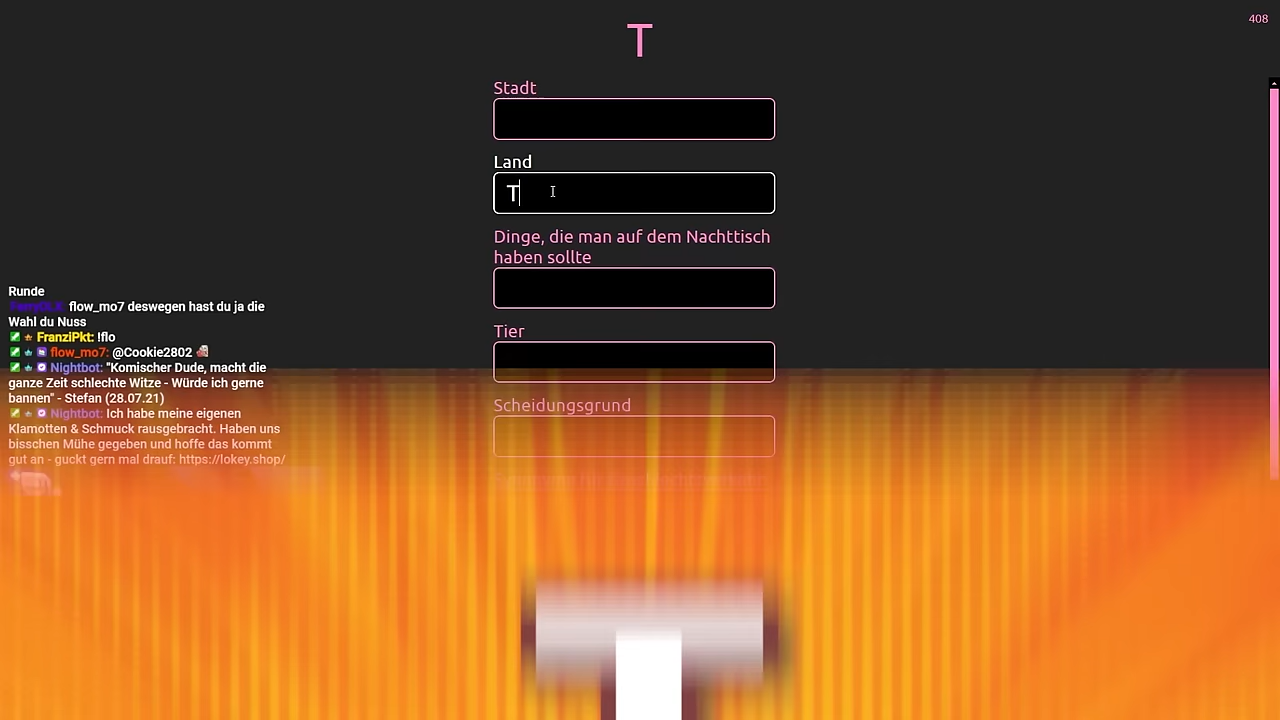 T
408
Stadt
Land
T
Dinge, die man auf dem Nachttisch
haben sollte
Tier
Scheidungsgrund
Runde
flow_mo7 deswegen hast du ja die
Wahl du Nuss
FranziPkt: !flo
flow_mo7: @Cookie2802
Nightbot: "Komischer Dude, macht die
ganze Zeit schlechte Witze - Würde ich gerne
bannen" - Stefan (28.07.21)
Nightbot: Ich habe meine eigenen
Klamotten & Schmuck rausgebracht. Haben uns
bisschen Mühe gegeben und hoffe das kommt
gut an - guckt gern mal drauf: https://lokey.shop/
T